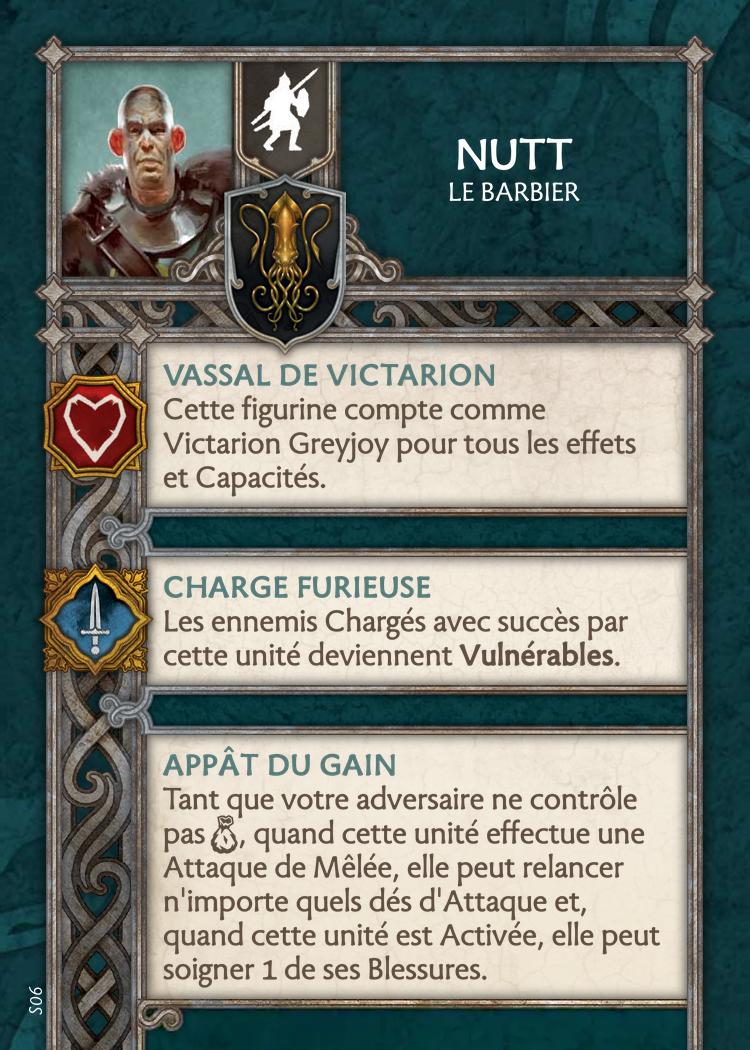 NUTT
LE BARBIER
VASSAL DE VICTARION
Cette figurine compte comme
Victarion Greyjoy pour tous les effets
et Capacités.
CHARGE FURIEUSE
Les ennemis Chargés avec succès par
cette unité deviennent Vulnérables.
APPÂT DU GAIN
Tant que votre adversaire ne contrôle
pas , quand cette unité effectue une
Attaque de Mêlée, elle peut relancer
n'importe quels dés d'Attaque et,
quand cette unité est Activée, elle peut
soigner 1 de ses Blessures.
S06